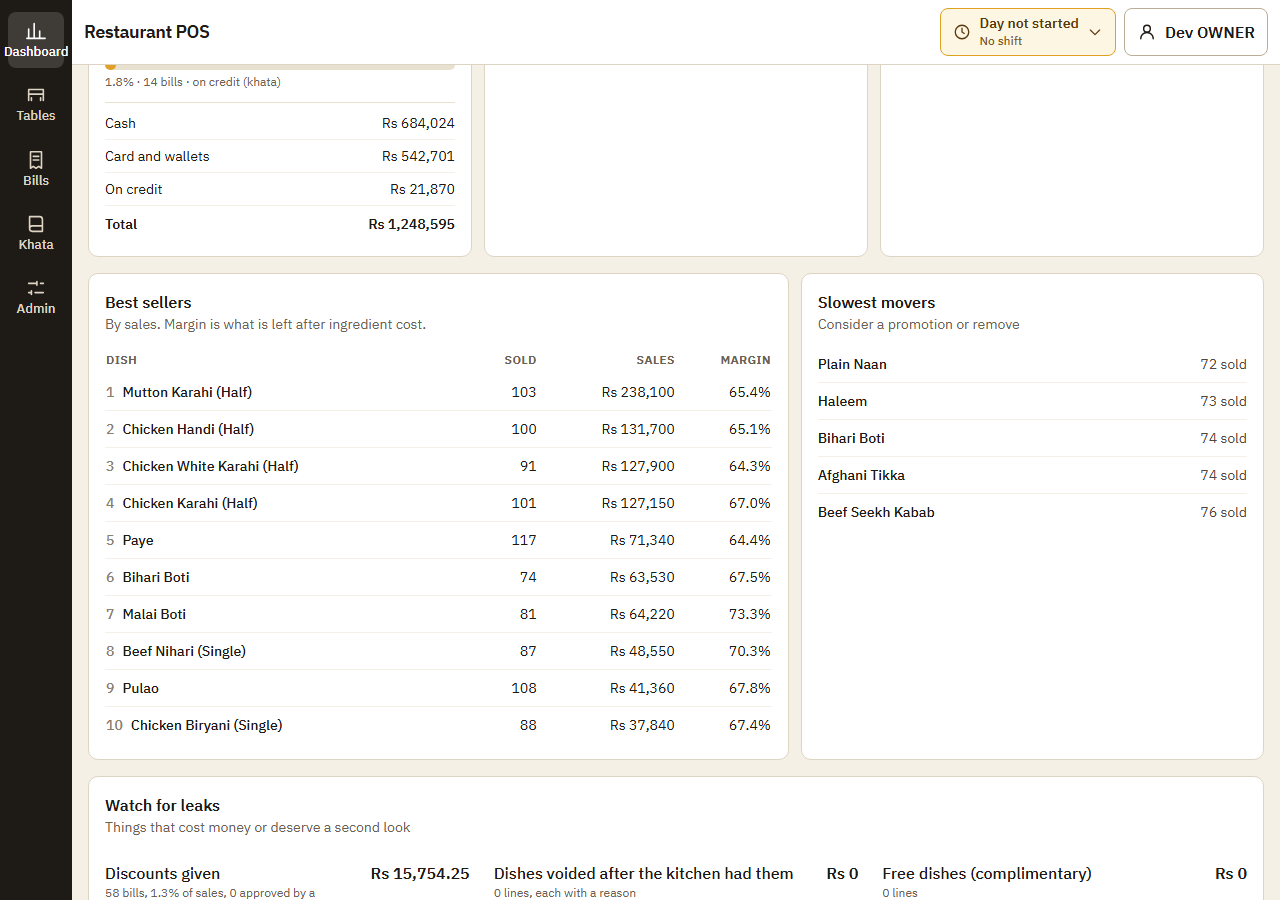 Restaurant POS
Day not started
No shift
Dev OWNER
Dashboard
Tables
Bills
Khata
Admin
1.8% · 14 bills · on credit (khata)
Cash Rs 684,024
Card and wallets Rs 542,701
On credit Rs 21,870
Total Rs 1,248,595
Best sellers
By sales. Margin is what is left after ingredient cost.
DISH SOLD SALES MARGIN
1 Mutton Karahi (Half) 103 Rs 238,100 65.4%
2 Chicken Handi (Half) 100 Rs 131,700 65.1%
3 Chicken White Karahi (Half) 91 Rs 127,900 64.3%
4 Chicken Karahi (Half) 101 Rs 127,150 67.0%
5 Paye 117 Rs 71,340 64.4%
6 Bihari Boti 74 Rs 63,530 67.5%
7 Malai Boti 81 Rs 64,220 73.3%
8 Beef Nihari (Single) 87 Rs 48,550 70.3%
9 Pulao 108 Rs 41,360 67.8%
10 Chicken Biryani (Single) 88 Rs 37,840 67.4%
Slowest movers
Consider a promotion or remove
Plain Naan 72 sold
Haleem 73 sold
Bihari Boti 74 sold
Afghani Tikka 74 sold
Beef Seekh Kabab 76 sold
Watch for leaks
Things that cost money or deserve a second look
Discounts given Rs 15,754.25
58 bills, 1.3% of sales, 0 approved by a
Dishes voided after the kitchen had them Rs 0
0 lines, each with a reason
Free dishes (complimentary) Rs 0
0 lines